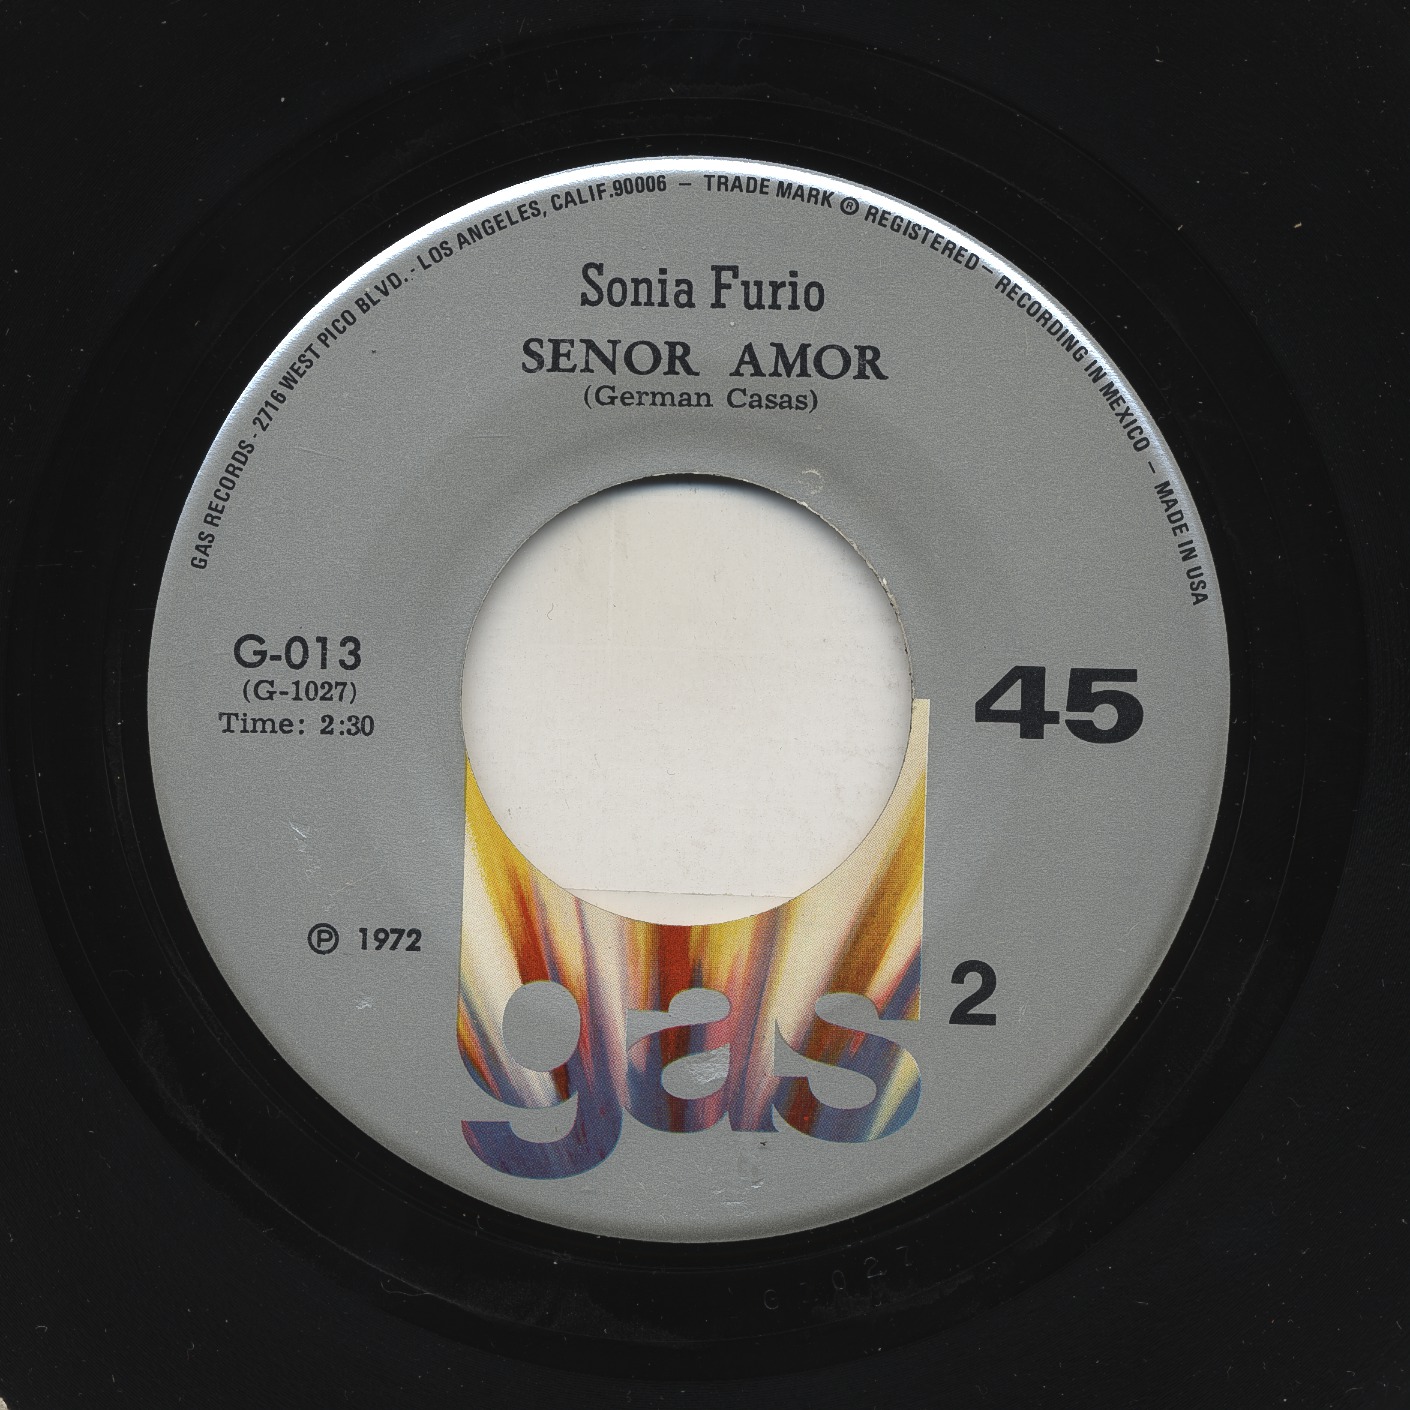 GAS RECORDS - 2716 WEST PICO BLVD. - LOS ANGELES, CALIF. 90006 – TRADE MARK ® REGISTERED – RECORDING IN MEXICO – MADE IN USA
Sonia Furio
SENOR AMOR
(German Casas)
G-013
(G-1027)
Time: 2:30
45
℗ 1972
gas
2